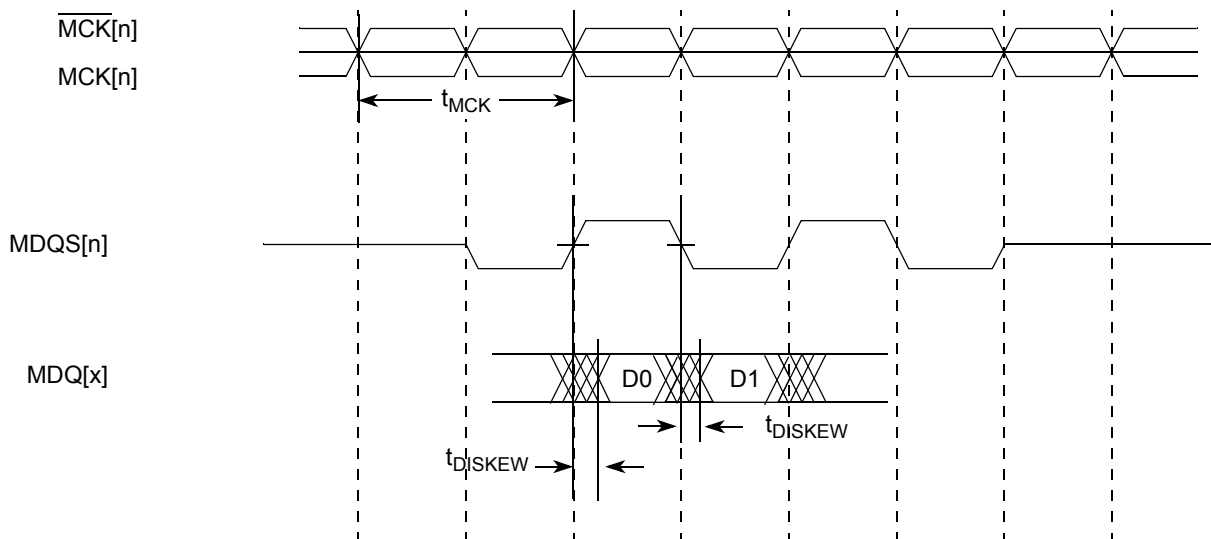 MCK[n]
MCK[n]
tMCK
MDQS[n]
MDQ[x]
D0
D1
tDISKEW
tDISKEW